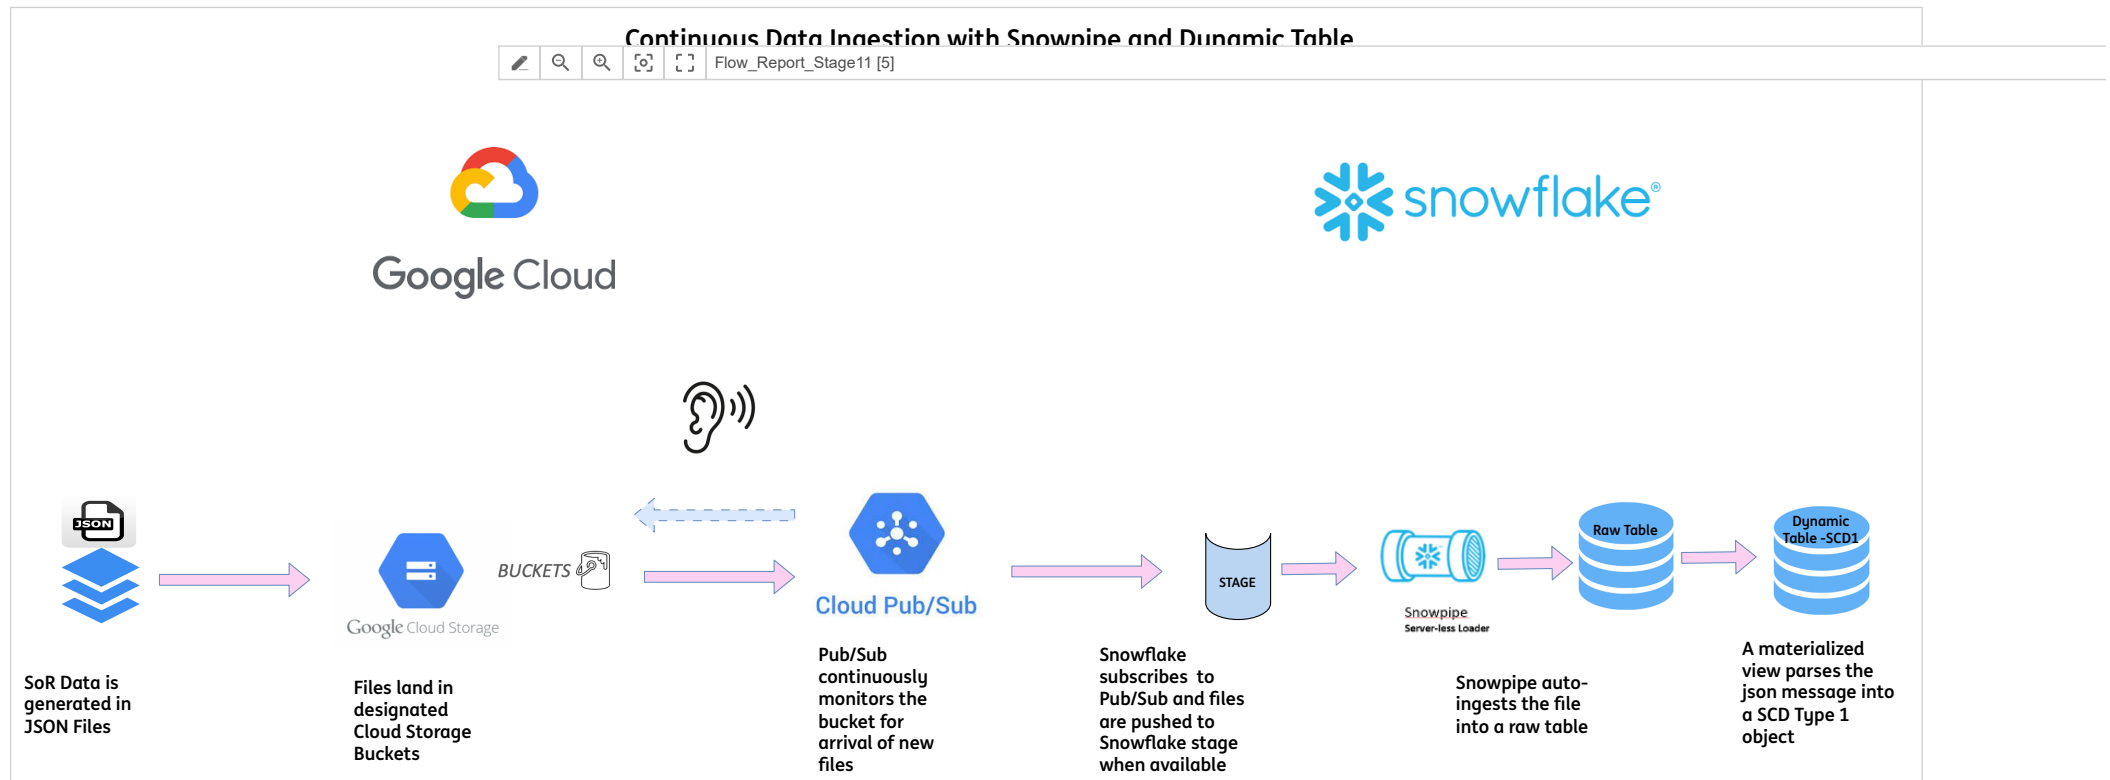 Continuous Data Ingestion with Snowpipe and Dynamic Table
Flow_Report_Stage11 [5]
Google Cloud
snowflake®
JSON
BUCKETS
Google Cloud Storage
Cloud Pub/Sub
STAGE
Snowpipe
Server-less Loader
Raw Table
Dynamic
Table -SCD1
SoR Data is
generated in
JSON Files
Files land in
designated
Cloud Storage
Buckets
Pub/Sub
continuously
monitors the
bucket for
arrival of new
files
Snowflake
subscribes to
Pub/Sub and files
are pushed to
Snowflake stage
when available
Snowpipe auto-
ingests the file
into a raw table
A materialized
view parses the
json message into
a SCD Type 1
object